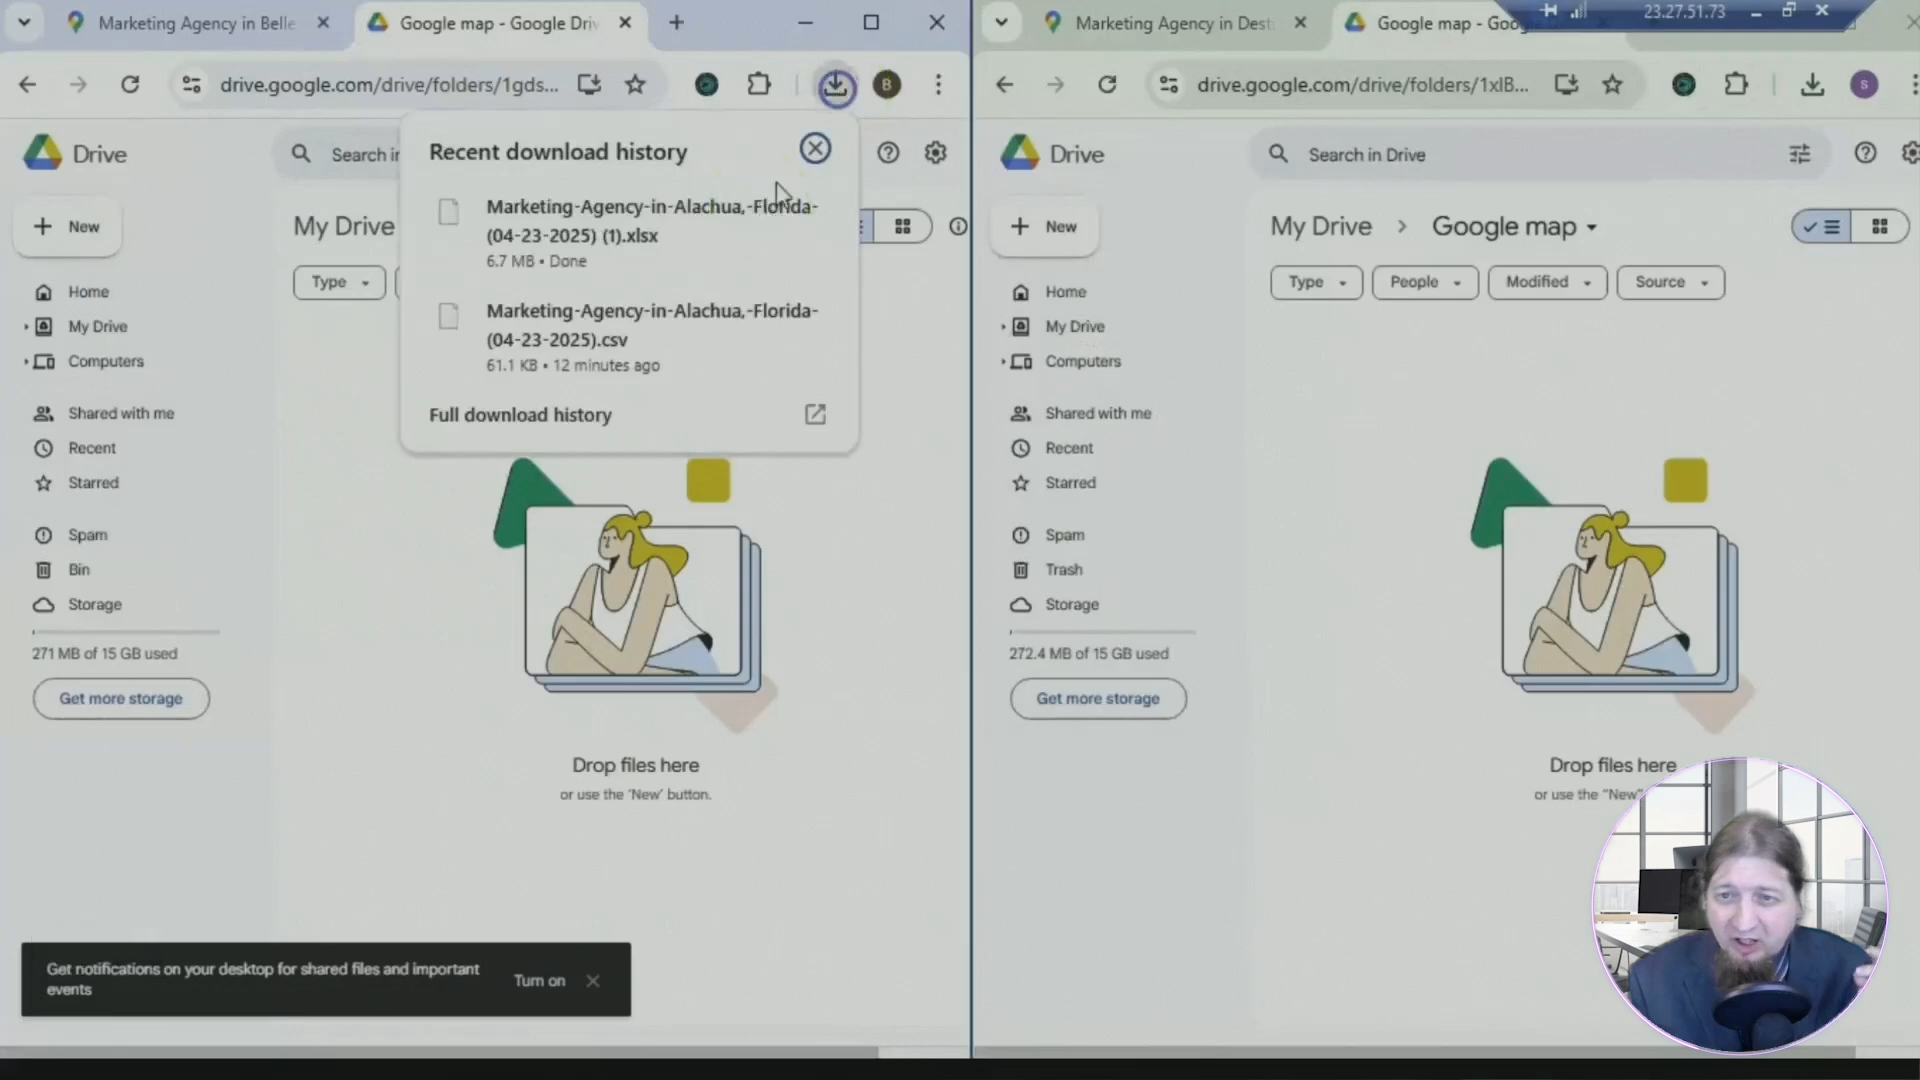 Marketing Agency in Belle
Google map - Google Driv
drive.google.com/drive/folders/1gds...
B
Drive
Search in
New
My Drive
Type
Home
My Drive
Computers
Shared with me
Recent
Starred
Spam
Bin
Storage
271 MB of 15 GB used
Get more storage
Recent download history
Marketing-Agency-in-Alachua,-Florida-
(04-23-2025) (1).xlsx
6.7 MB • Done
Marketing-Agency-in-Alachua,-Florida-
(04-23-2025).csv
61.1 KB • 12 minutes ago
Full download history
Drop files here
or use the 'New' button.
Get notifications on your desktop for shared files and important
events
Turn on
Marketing Agency in Dest
Google map - Goog
23.27.51.73
drive.google.com/drive/folders/1xlB...
S
Drive
Search in Drive
New
My Drive > Google map
Type
People
Modified
Source
Home
My Drive
Computers
Shared with me
Recent
Starred
Spam
Trash
Storage
272.4 MB of 15 GB used
Get more storage
Drop files here
or use the "New"